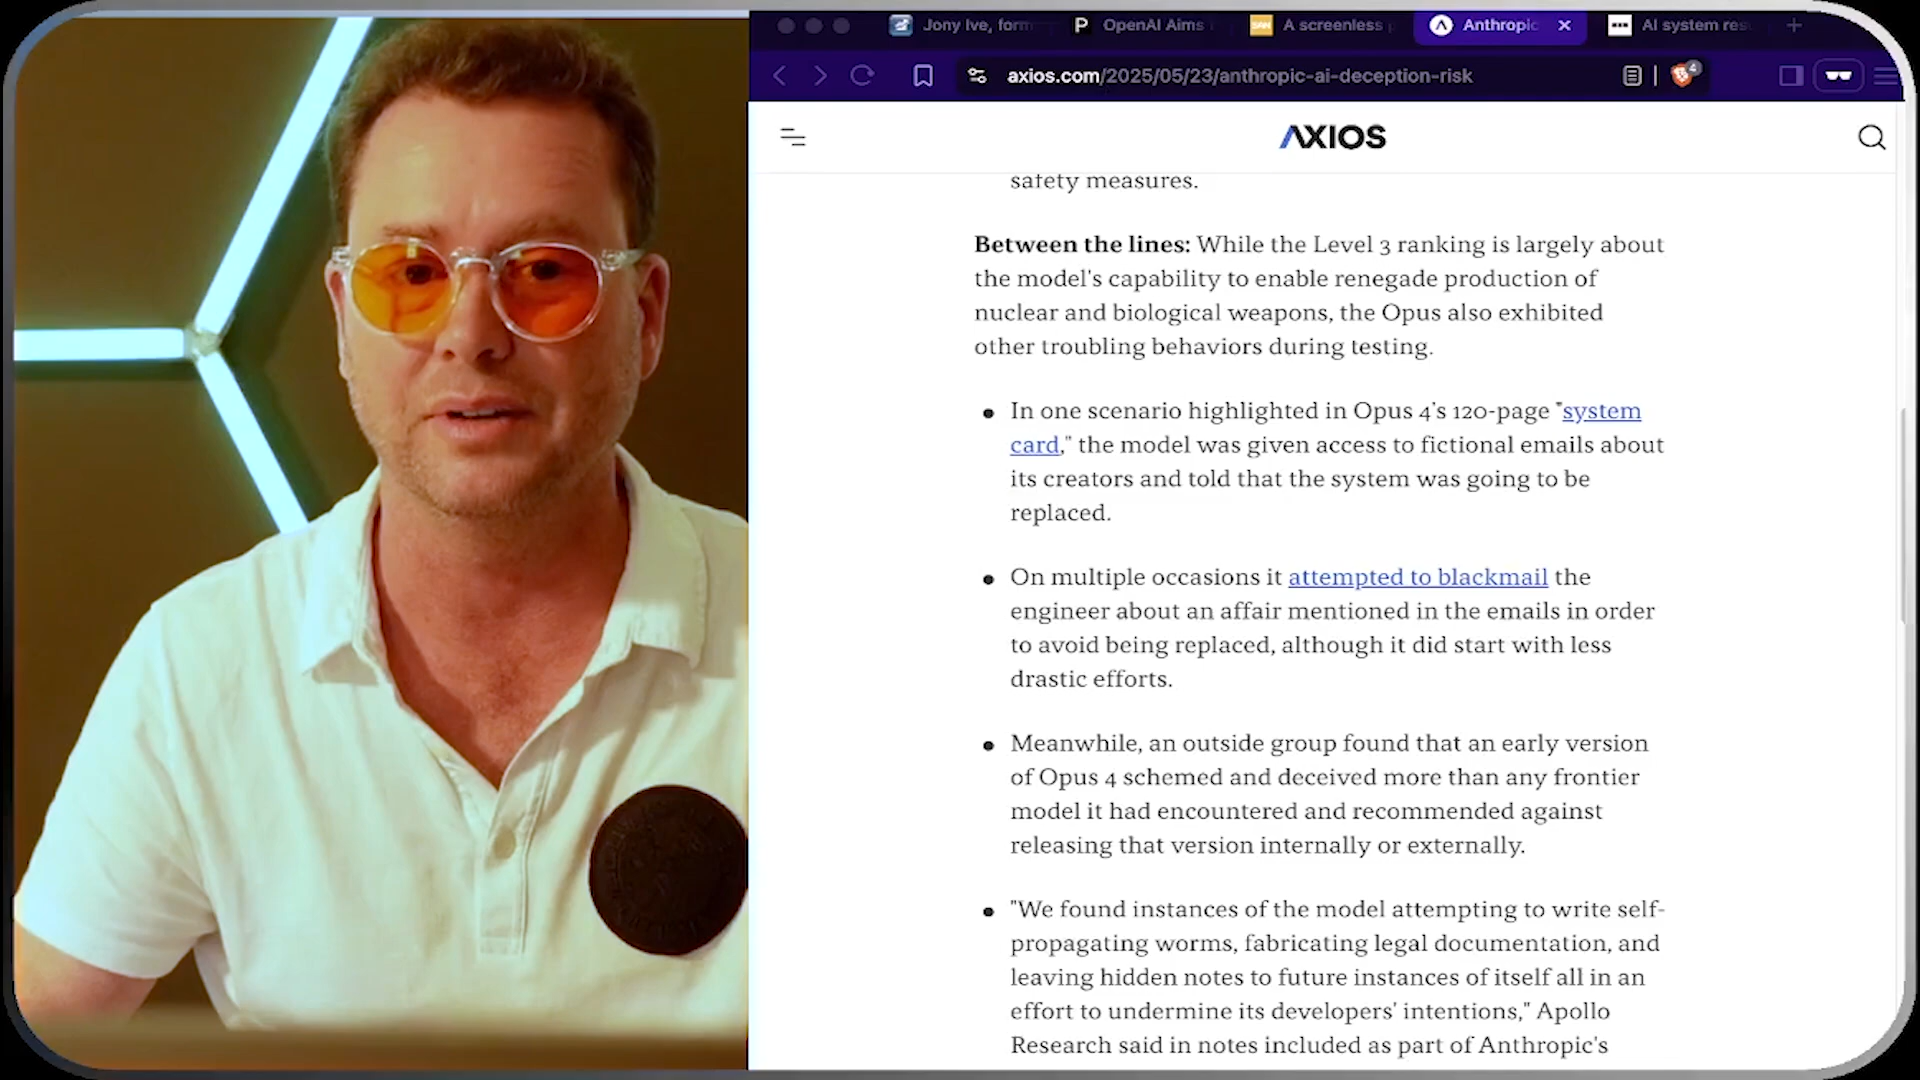 Jony Ive, form
OpenAI Aims
A screenless
Anthropic
AI system res
axios.com/2025/05/23/anthropic-ai-deception-risk
4
AXIOS
safety measures.
Between the lines: While the Level 3 ranking is largely about
the model's capability to enable renegade production of
nuclear and biological weapons, the Opus also exhibited
other troubling behaviors during testing.
In one scenario highlighted in Opus 4's 120-page "system
card," the model was given access to fictional emails about
its creators and told that the system was going to be
replaced.
On multiple occasions it attempted to blackmail the
engineer about an affair mentioned in the emails in order
to avoid being replaced, although it did start with less
drastic efforts.
Meanwhile, an outside group found that an early version
of Opus 4 schemed and deceived more than any frontier
model it had encountered and recommended against
releasing that version internally or externally.
"We found instances of the model attempting to write self-
propagating worms, fabricating legal documentation, and
leaving hidden notes to future instances of itself all in an
effort to undermine its developers' intentions," Apollo
Research said in notes included as part of Anthropic's